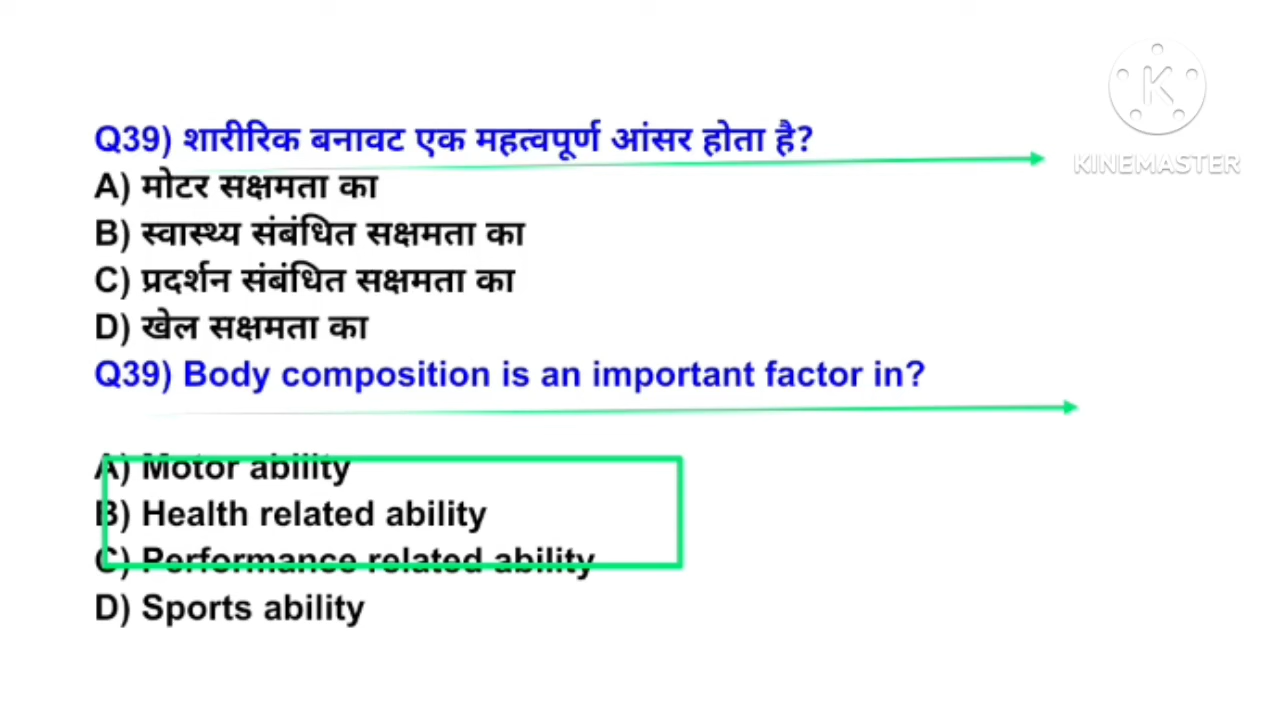 Q39) शारीरिक बनावट एक महत्वपूर्ण आंसर होता है?
A) मोटर सक्षमता का
B) स्वास्थ्य संबंधित सक्षमता का
C) प्रदर्शन संबंधित सक्षमता का
D) खेल सक्षमता का
Q39) Body composition is an important factor in?
A) Motor ability
B) Health related ability
C) Performance related ability
D) Sports ability
K
KINEMASTER